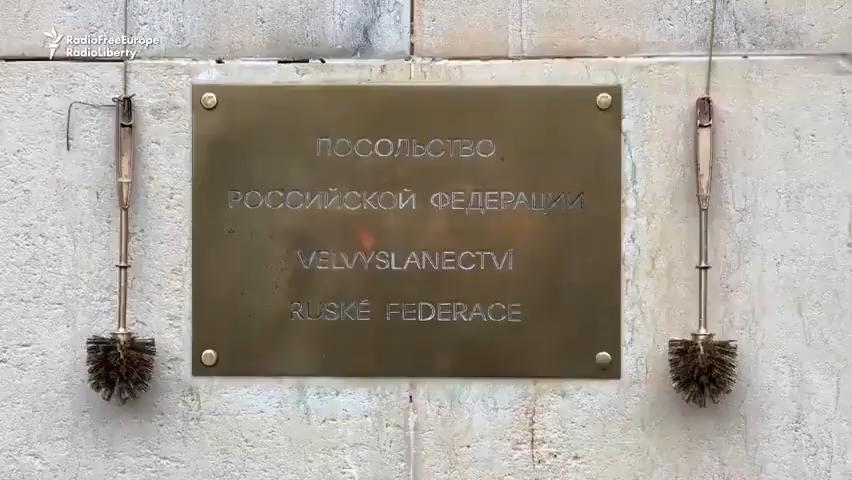 RadioFreeEurope
RadioLiberty
ПОСОЛЬСТВО
РОССИЙСКОЙ ФЕДЕРАЦИИ
VELVYSLANECTVÍ
RUSKÉ FEDERACE